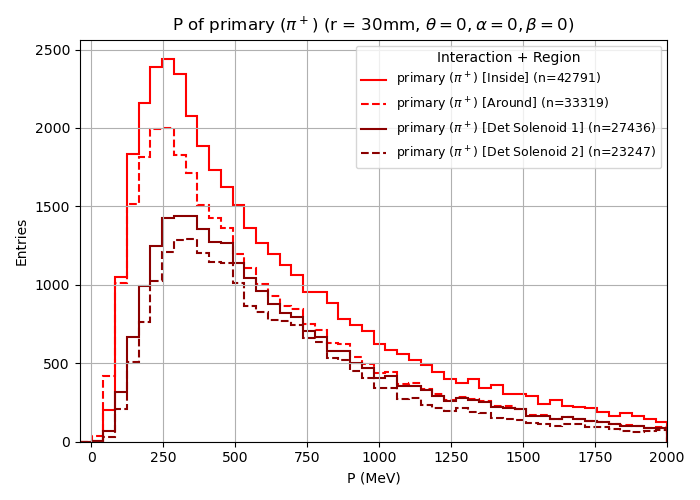 P of primary (π⁺) (r = 30mm, θ = 0, α = 0, β = 0)
Interaction + Region
primary (π⁺) [Inside] (n=42791)
primary (π⁺) [Around] (n=33319)
primary (π⁺) [Det Solenoid 1] (n=27436)
primary (π⁺) [Det Solenoid 2] (n=23247)
Entries
2500
2000
1500
1000
500
0
0 250 500 750 1000 1250 1500 1750 2000
P (MeV)